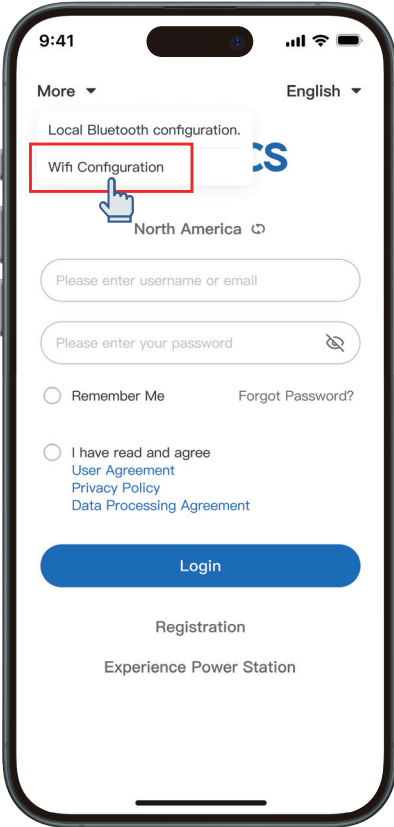 9:41
More English
Local Bluetooth configuration.
Wifi Configuration
North America
Please enter username or email
Please enter your password
Remember Me Forgot Password?
I have read and agree
User Agreement
Privacy Policy
Data Processing Agreement
Login
Registration
Experience Power Station